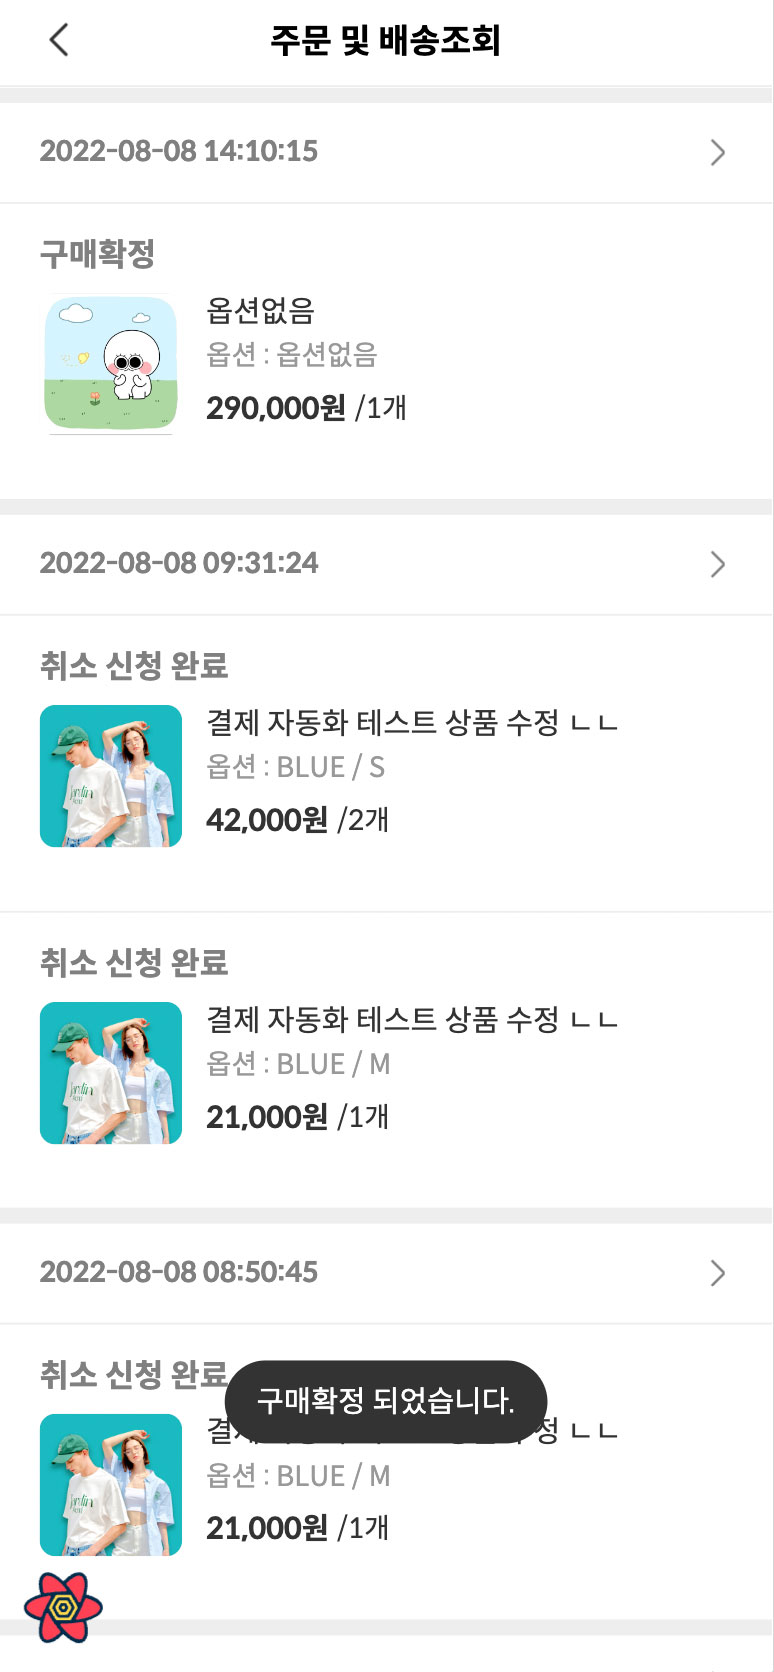 주문 및 배송조회
2022-08-08 14:10:15
구매확정
옵션없음
옵션 : 옵션없음
290,000원 /1개
2022-08-08 09:31:24
취소 신청 완료
결제 자동화 테스트 상품 수정 ㄴㄴ
옵션 : BLUE / S
42,000원 /2개
취소 신청 완료
결제 자동화 테스트 상품 수정 ㄴㄴ
옵션 : BLUE / M
21,000원 /1개
2022-08-08 08:50:45
취소 신청 완료
구매확정 되었습니다.
정 ㄴㄴ
옵션 : BLUE / M
21,000원 /1개